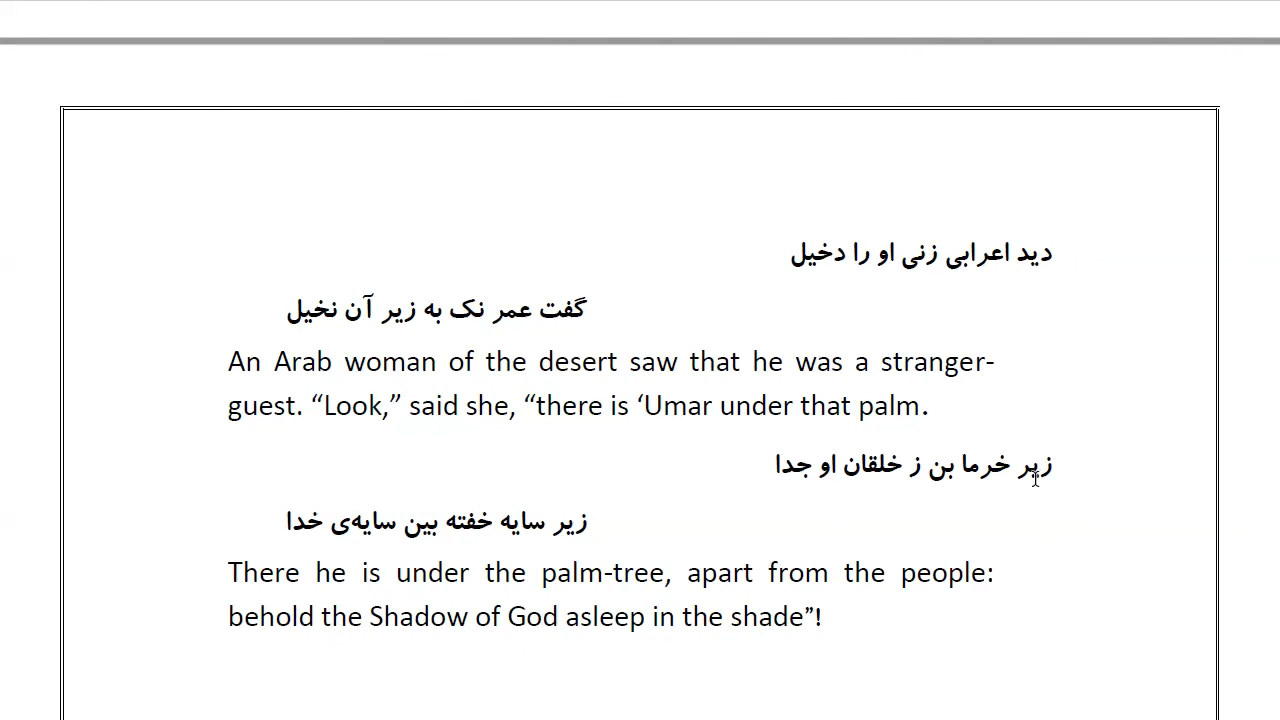 دید اعرابی زنی او را دخیل
گفت عمر نک به زیر آن نخیل
An Arab woman of the desert saw that he was a stranger-
guest. “Look,” said she, “there is ‘Umar under that palm.
زیر خرما بن ز خلقان او جدا
زیر سایه خفته بین سایه‌ی خدا
There he is under the palm-tree, apart from the people:
behold the Shadow of God asleep in the shade”!